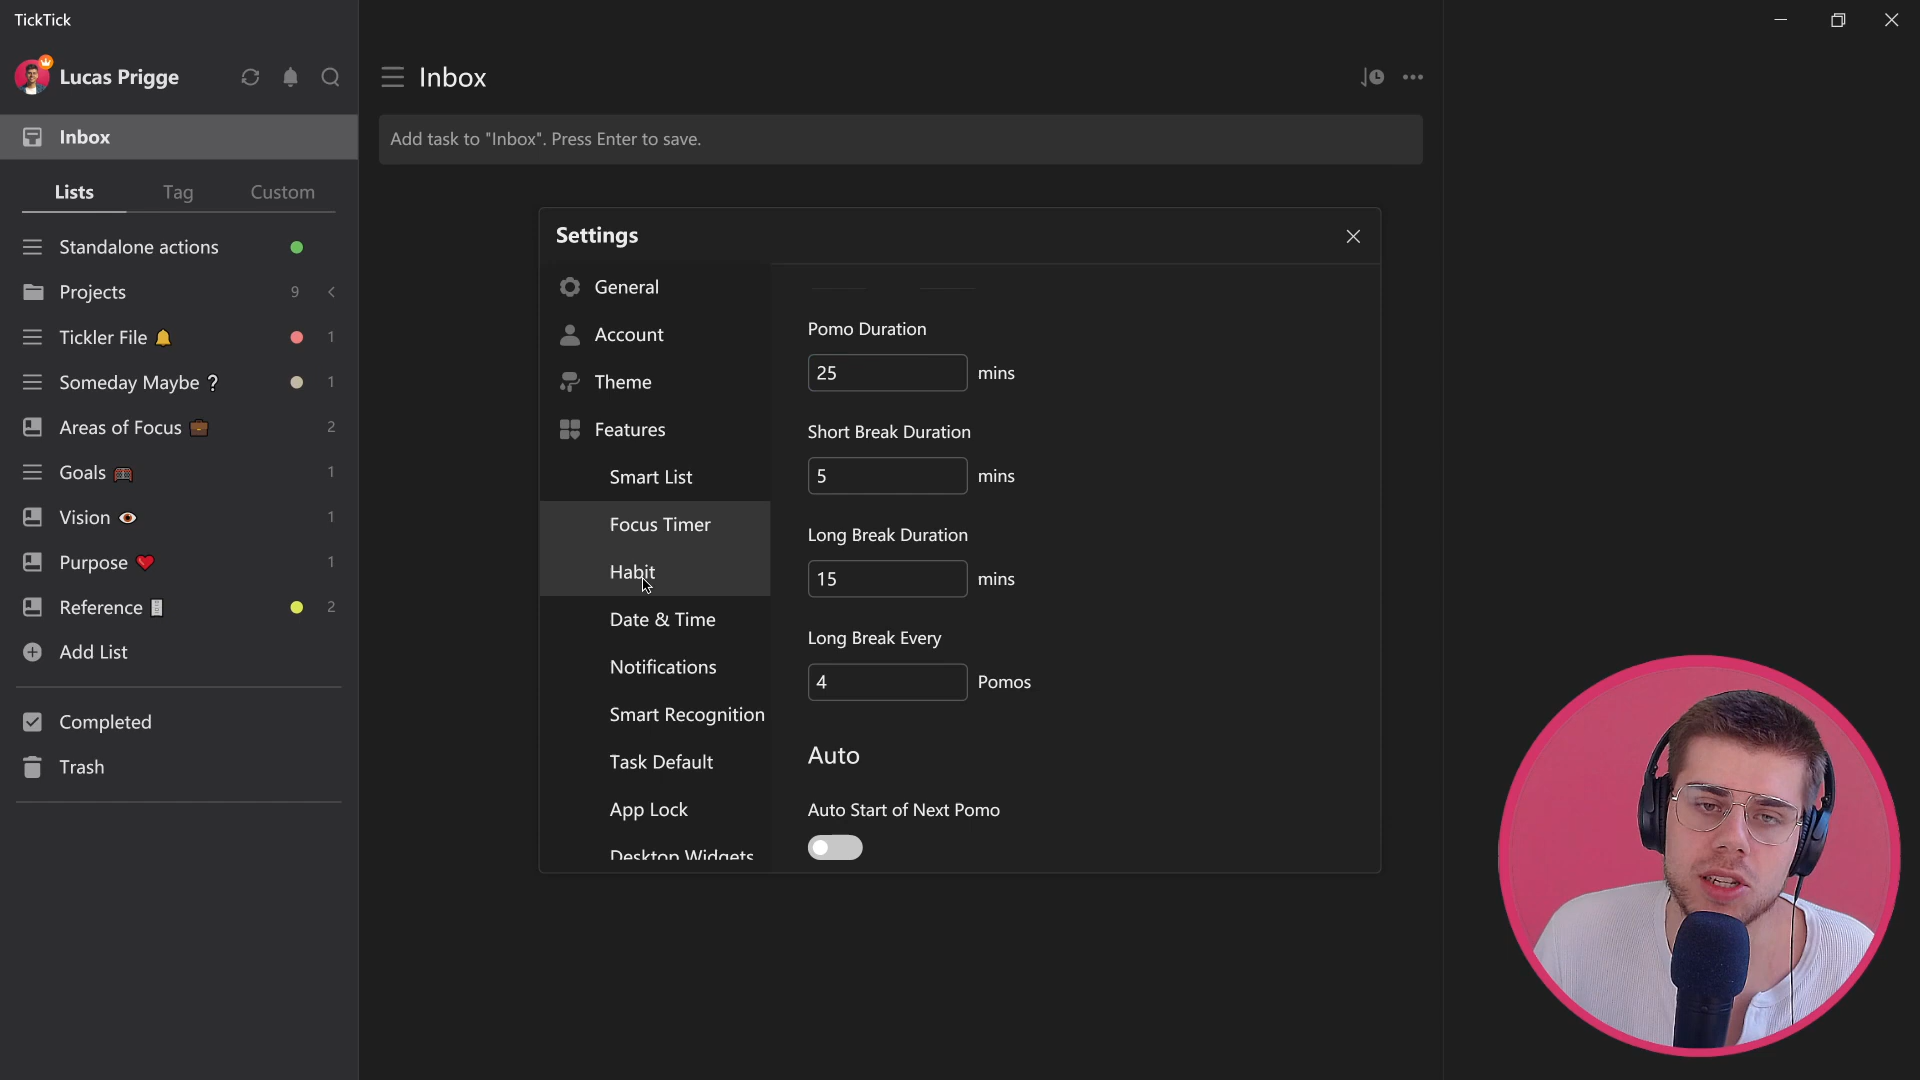 TickTick
Lucas Prigge
Inbox
Lists Tag Custom
Standalone actions
Projects 9
Tickler File 1
Someday Maybe ? 1
Areas of Focus 2
Goals 1
Vision 1
Purpose 1
Reference 2
Add List
Completed
Trash
Inbox
Add task to "Inbox". Press Enter to save.
Settings
General
Account
Theme
Features
Smart List
Focus Timer
Habit
Date & Time
Notifications
Smart Recognition
Task Default
App Lock
Desktop Widgets
Pomo Duration
25 mins
Short Break Duration
5 mins
Long Break Duration
15 mins
Long Break Every
4 Pomos
Auto
Auto Start of Next Pomo